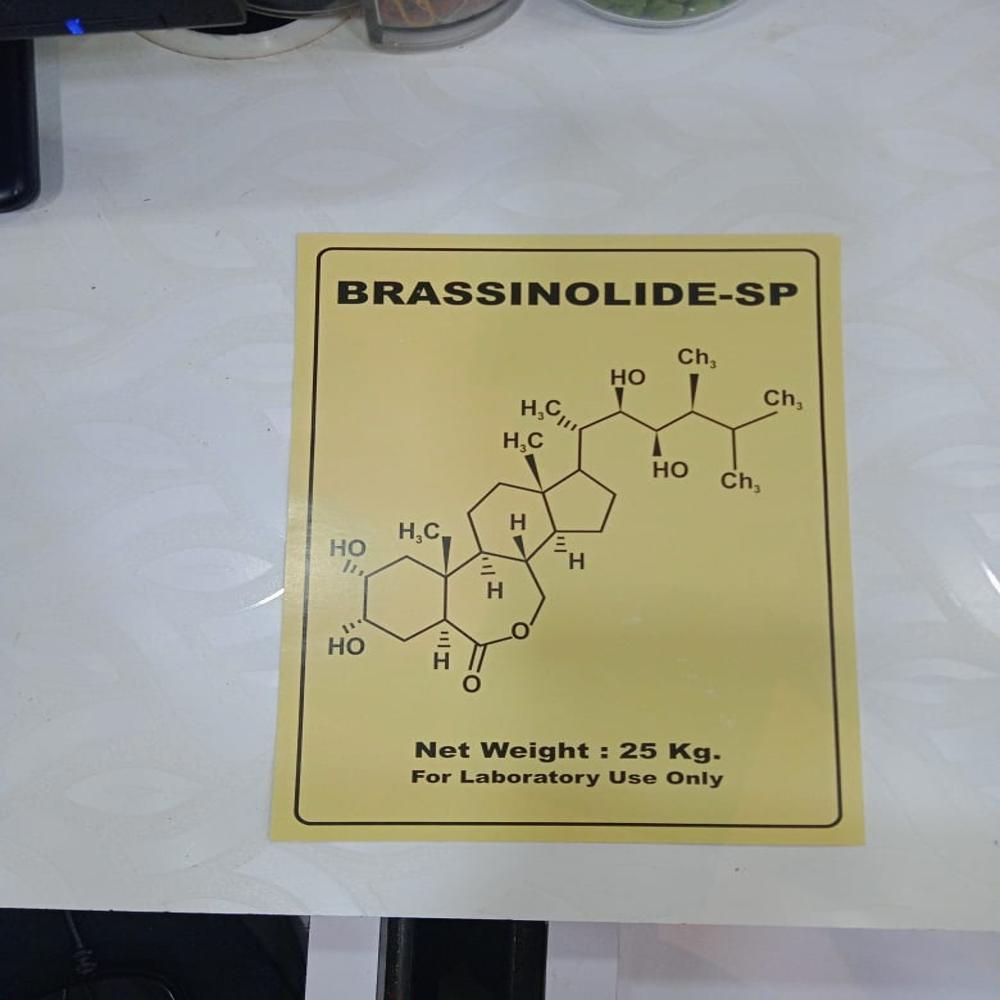 BRASSINOLIDE-SP
Ch₃
HO
H₃C
Ch₃
H₃C
HO
Ch₃
H
H₃C
HO
H
H
O
HO
H
O
Net Weight : 25 Kg.
For Laboratory Use Only